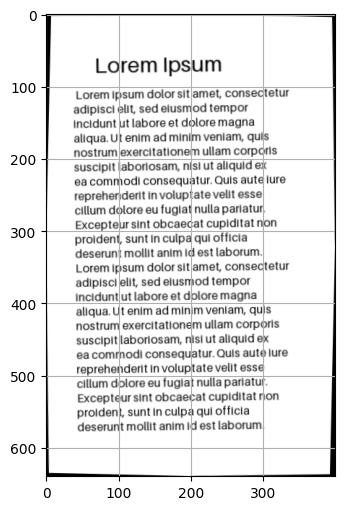 0
100
200
300
400
500
600
Lorem Ipsum
Lorem ipsum dolor sit amet, consectetur
adipisci elit, sed eiusmod tempor
incidunt ut labore et dolore magna
aliqua. Ut enim ad minim veniam, quis
nostrum exercitationem ullam corporis
suscipit laboriosam, nisi ut aliquid ex
ea commodi consequatur. Quis aute iure
reprehenderit in voluptate velit esse
cillum dolore eu fugiat nulla pariatur.
Excepteur sint obcaecat cupiditat non
proident, sunt in culpa qui officia
deserunt mollit anim id est laborum.
Lorem ipsum dolor sit amet, consectetur
adipisci elit, sed eiusmod tempor
incidunt ut labore et dolore magna
aliqua. Ut enim ad minim veniam, quis
nostrum exercitationem ullam corporis
suscipit laboriosam, nisi ut aliquid ex
ea commodi consequatur. Quis aute iure
reprehenderit in voluptate velit esse
cillum dolore eu fugiat nulla pariatur.
Excepteur sint obcaecat cupiditat non
proident, sunt in culpa qui officia
deserunt mollit anim id est laborum.
0 100 200 300